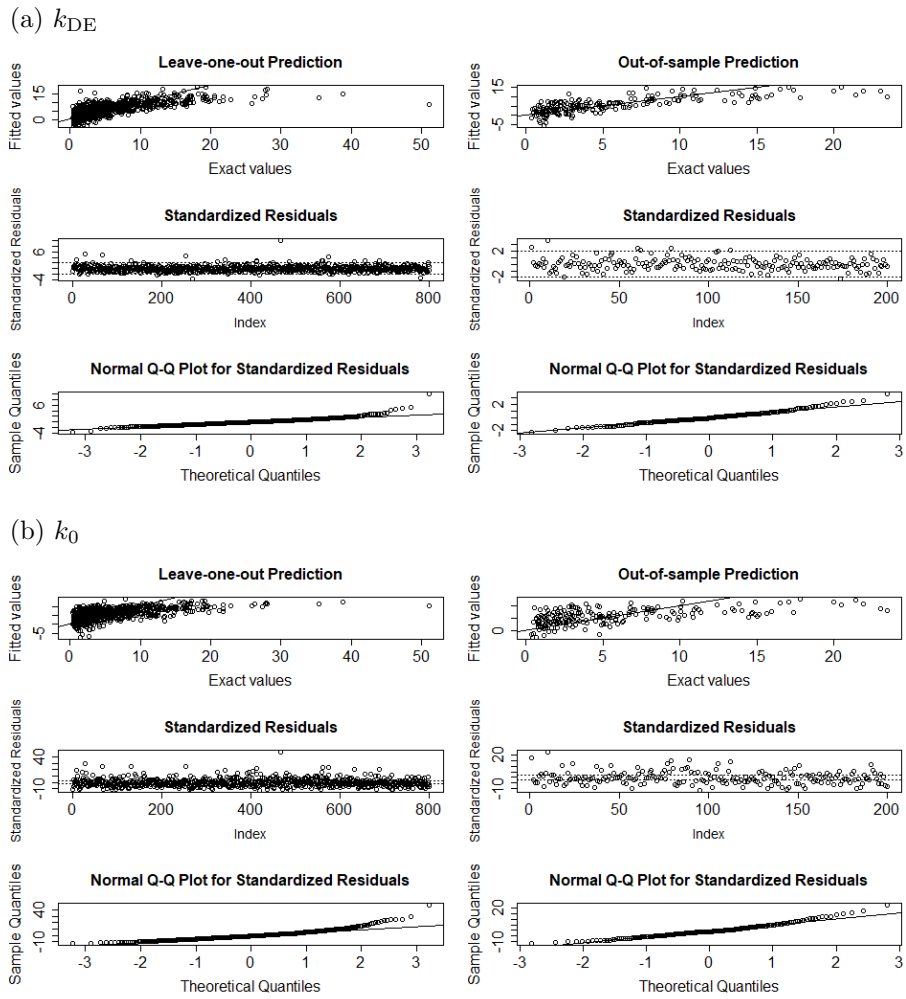 (a) k_DE
Leave-one-out Prediction
Fitted values
0 15
0 10 20 30 40 50
Exact values
Out-of-sample Prediction
Fitted values
-5 5 15
0 5 10 15 20
Exact values
Standardized Residuals
Standardized Residuals
-4 6
0 200 400 600 800
Index
Standardized Residuals
Standardized Residuals
-2 2
0 50 100 150 200
Index
Normal Q-Q Plot for Standardized Residuals
Sample Quantiles
-4 6
-3 -2 -1 0 1 2 3
Theoretical Quantiles
Normal Q-Q Plot for Standardized Residuals
Sample Quantiles
-2 2
-3 -2 -1 0 1 2 3
Theoretical Quantiles
(b) k_0
Leave-one-out Prediction
Fitted values
-5
0 10 20 30 40 50
Exact values
Out-of-sample Prediction
Fitted values
0
0 5 10 15 20
Exact values
Standardized Residuals
Standardized Residuals
-10 40
0 200 400 600 800
Index
Standardized Residuals
Standardized Residuals
-10 20
0 50 100 150 200
Index
Normal Q-Q Plot for Standardized Residuals
Sample Quantiles
-10 40
-3 -2 -1 0 1 2 3
Theoretical Quantiles
Normal Q-Q Plot for Standardized Residuals
Sample Quantiles
-10 20
-3 -2 -1 0 1 2 3
Theoretical Quantiles